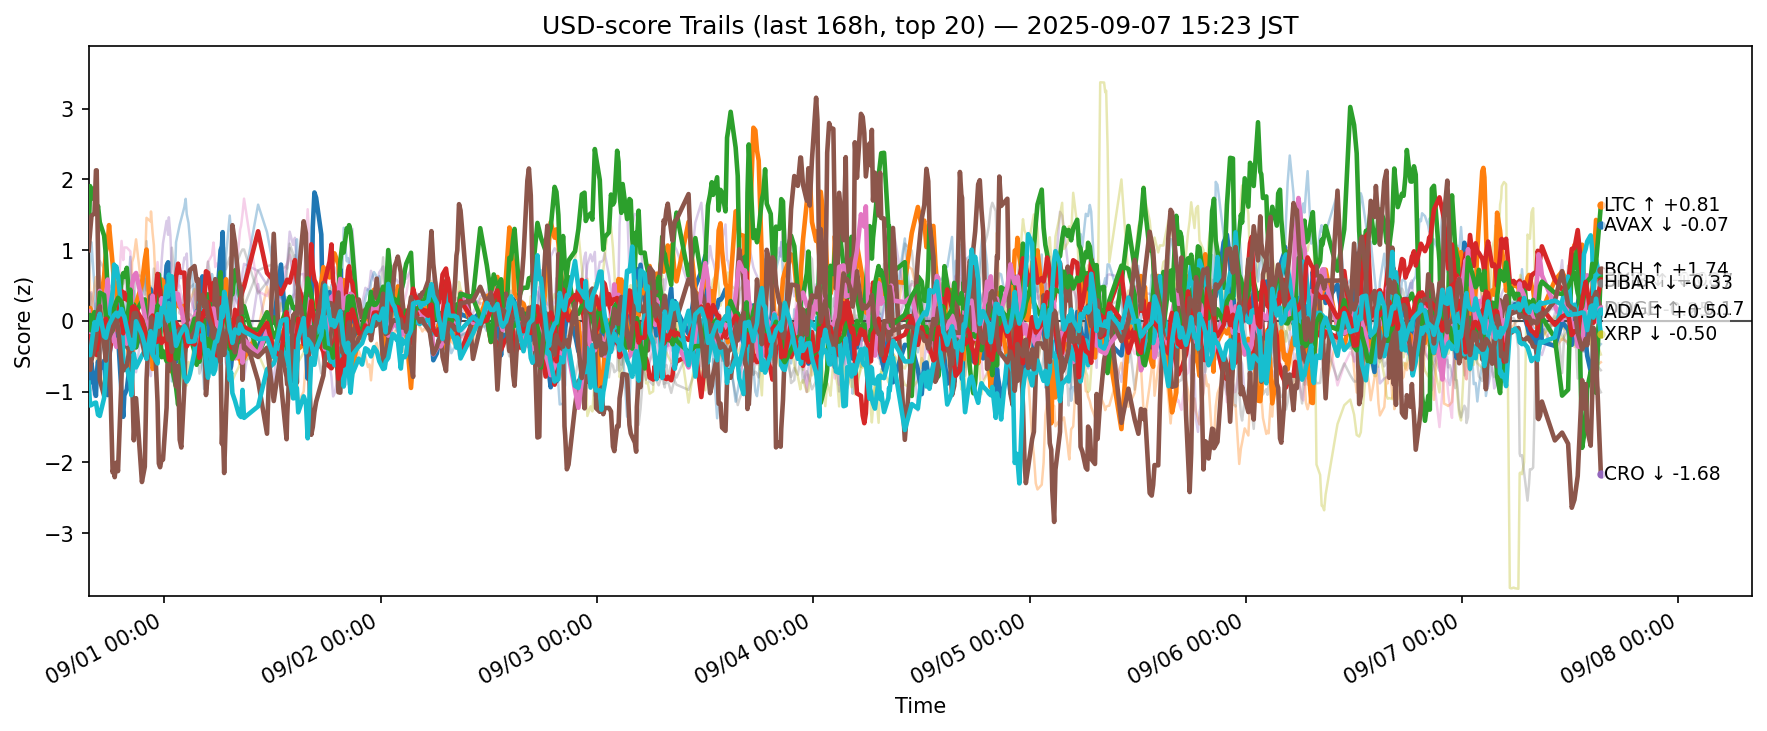 USD-score Trails (last 168h, top 20) — 2025-09-07 15:23 JST
Score (z)
3
2
1
0
−1
−2
−3
LTC ↑ +0.81
AVAX ↓ -0.07
BCH ↑ +1.74
HBAR ↓ -0.33
ADA ↑ +0.50
XRP ↓ -0.50
CRO ↓ -1.68
09/01 00:00
09/02 00:00
09/03 00:00
09/04 00:00
09/05 00:00
09/06 00:00
09/07 00:00
09/08 00:00
Time